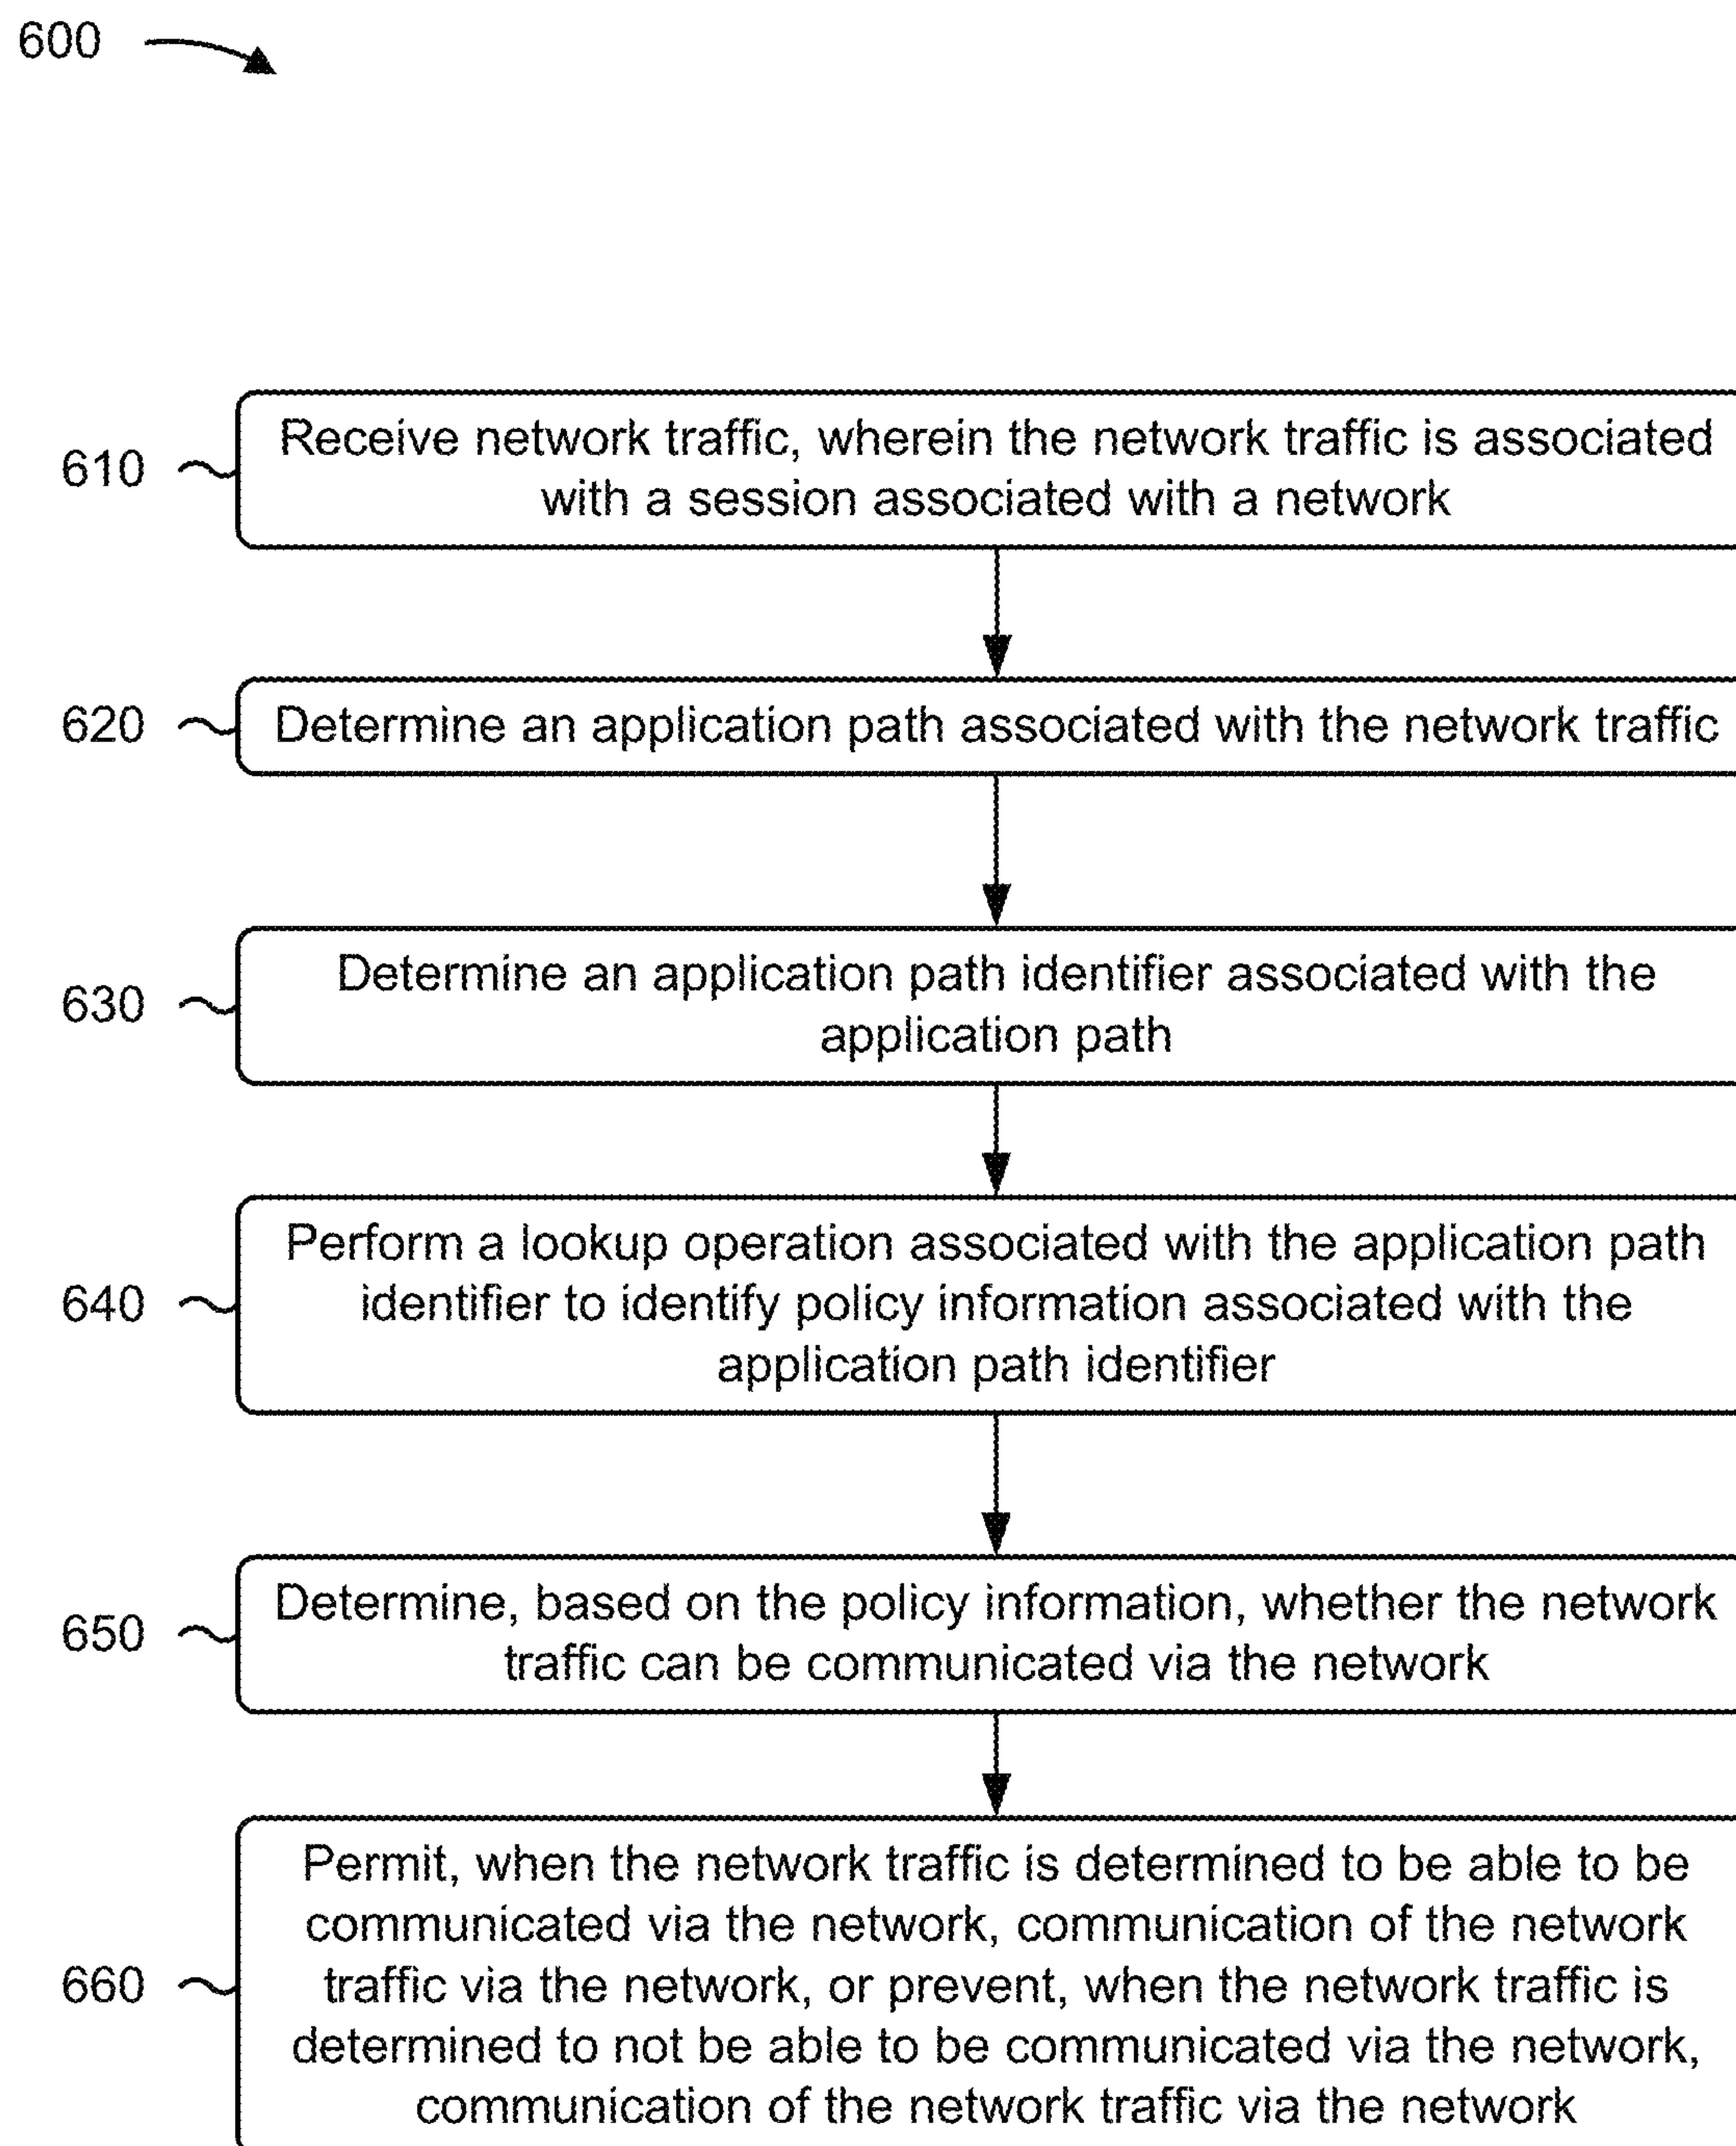 600
610
Receive network traffic, wherein the network traffic is associated
with a session associated with a network
620
Determine an application path associated with the network traffic
630
Determine an application path identifier associated with the
application path
640
Perform a lookup operation associated with the application path
identifier to identify policy information associated with the
application path identifier
650
Determine, based on the policy information, whether the network
traffic can be communicated via the network
660
Permit, when the network traffic is determined to be able to be
communicated via the network, communication of the network
traffic via the network, or prevent, when the network traffic is
determined to not be able to be communicated via the network,
communication of the network traffic via the network